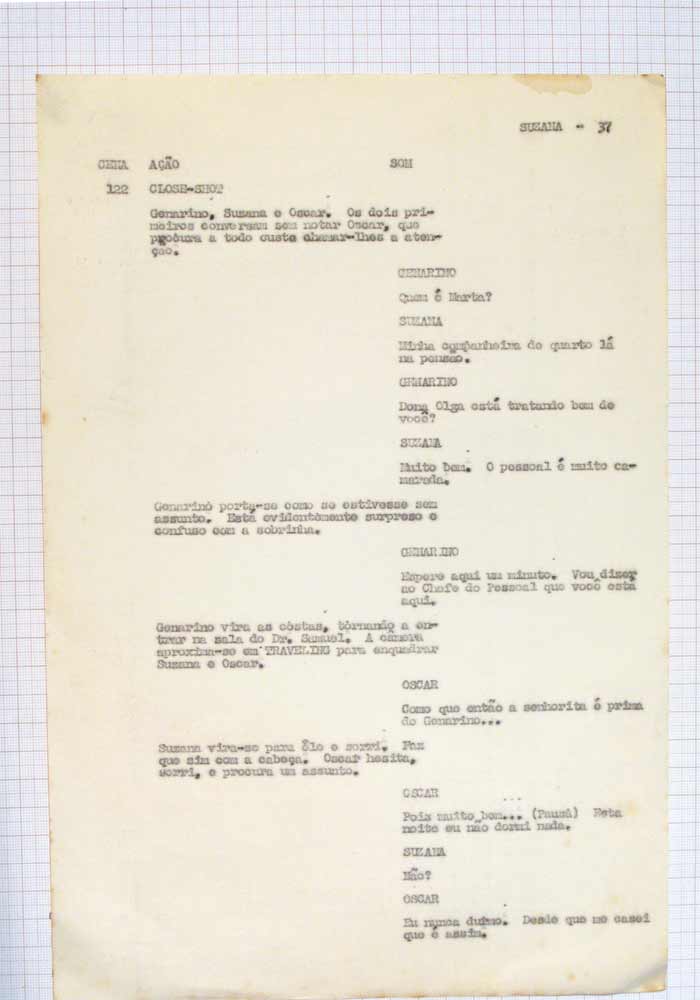 SUZANA - 37
CENA AÇÃO SOM
122 CLOSE-SHOT
Genarino, Suzana e Oscar. Os dois pri-
meiros conversam sem notar Oscar, que
procura a todo custo chamar-lhes a aten-
ção.
GENARINO
Quem é Marta?
SUZANA
Minha companheira de quarto lá
na pensão.
GENARINO
Dona Olga está tratando bem de
você?
SUZANA
Muito bem. O pessoal é muito ca-
marada.
Genarino porta-se como se estivesse sem
assunto. Está evidentemente surpreso e
confuso com a sobrinha.
GENARINO
Espere aqui um minuto. Vou dizer
ao Chefe do Pessoal que você está
aqui.
Genarino vira as costas, tornando a en-
trar na sala do Dr. Samuel. A câmera
aproxima-se em TRAVELING para enquadrar
Suzana e Oscar.
OSCAR
Como que então a senhorita é prima
do Genarino...
Suzana vira-se para êle e sorri. Faz
que sim com a cabeça. Oscar hesita,
sorri, e procura um assunto.
OSCAR
Pois muito bem... (Pausa) Esta
noite eu não dormi nada.
SUZANA
Não?
OSCAR
Eu nunca durmo. Desde que me casei
que é assim.